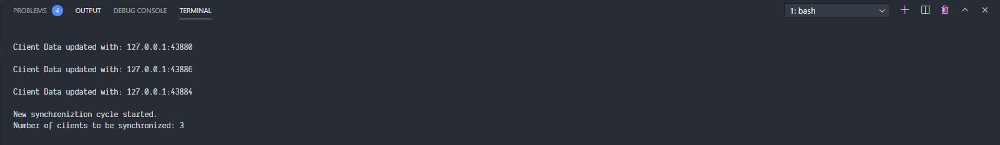 PROBLEMS 4 OUTPUT DEBUG CONSOLE TERMINAL 1: bash
Client Data updated with: 127.0.0.1:43880
Client Data updated with: 127.0.0.1:43886
Client Data updated with: 127.0.0.1:43884
New synchroniztion cycle started.
Number of clients to be synchronized: 3